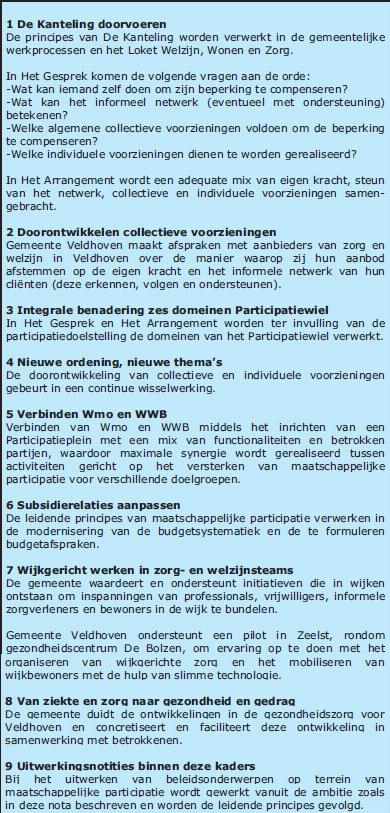 1 De Kanteling doorvoeren
De principes van De Kanteling worden verwerkt in de gemeentelijke
werkprocessen en het Loket Welzijn, Wonen en Zorg.
In Het Gesprek komen de volgende vragen aan de orde:
-Wat kan iemand zelf doen om zijn beperking te compenseren?
-Wat kan het informeel netwerk (eventueel met ondersteuning)
betekenen?
-Welke algemene collectieve voorzieningen voldoen om de beperking
te compenseren?
-Welke individuele voorzieningen dienen te worden gerealiseerd?
In Het Arrangement wordt een adequate mix van eigen kracht, steun
van het netwerk, collectieve en individuele voorzieningen samen-
gebracht.
2 Doorontwikkelen collectieve voorzieningen
Gemeente Veldhoven maakt afspraken met aanbieders van zorg en
welzijn in Veldhoven over de manier waarop zij hun aanbod
afstemmen op de eigen kracht en het informele netwerk van hun
cliënten (deze erkennen, volgen en ondersteunen).
3 Integrale benadering zes domeinen Participatiewiel
In Het Gesprek en Het Arrangement worden ter invulling van de
participatiedoelstelling de domeinen van het Participatiewiel verwerkt.
4 Nieuwe ordening, nieuwe thema's
De doorontwikkeling van collectieve en individuele voorzieningen
gebeurt in een continue wisselwerking.
5 Verbinden Wmo en WWB
Verbinden van Wmo en WWB middels het inrichten van een
Participatieplein met een mix van functionaliteiten en betrokken
partijen, waardoor maximale synergie wordt gerealiseerd tussen
activiteiten gericht op het versterken van maatschappelijke
participatie voor verschillende doelgroepen.
6 Subsidierelaties aanpassen
De leidende principes van maatschappelijke participatie verwerken in
de modernisering van de budgetsystematiek en de te formuleren
budgetafspraken.
7 Wijkgericht werken in zorg- en welzijnsteams
De gemeente waardeert en ondersteunt initiatieven die in wijken
ontstaan om inspanningen van professionals, vrijwilligers, informele
zorgverleners en bewoners in de wijk te bundelen.
Gemeente Veldhoven ondersteunt een pilot in Zeelst, rondom
gezondheidscentrum De Bolzen, om ervaring op te doen met het
organiseren van wijkgerichte zorg en het mobiliseren van
wijkbewoners met de hulp van slimme technologie.
8 Van ziekte en zorg naar gezondheid en gedrag
De gemeente duidt de ontwikkelingen in de gezondheidszorg voor
Veldhoven en concretiseert en faciliteert deze ontwikkeling in
samenwerking met betrokkenen.
9 Uitwerkingsnotities binnen deze kaders
Bij het uitwerken van beleidsonderwerpen op terrein van
maatschappelijke participatie wordt gewerkt vanuit de ambitie zoals
in deze nota beschreven en worden de leidende principes gevolgd.